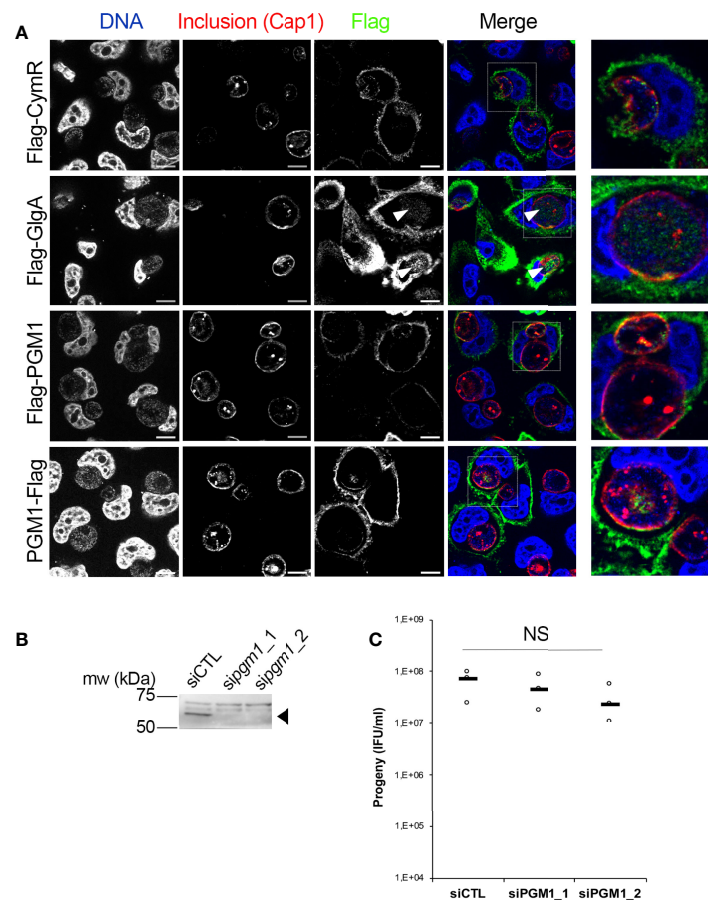 DNA Inclusion (Cap1) Flag Merge
A
Flag-CymR
Flag-GlgA
Flag-PGM1
PGM1-Flag
B
siCTL
sipgm1_1
sipgm1_2
mw (kDa)
75
50
C
NS
Progeny (IFU/ml)
1,E+09
1,E+08
1,E+07
1,E+06
1,E+05
1,E+04
siCTL siPGM1_1 siPGM1_2